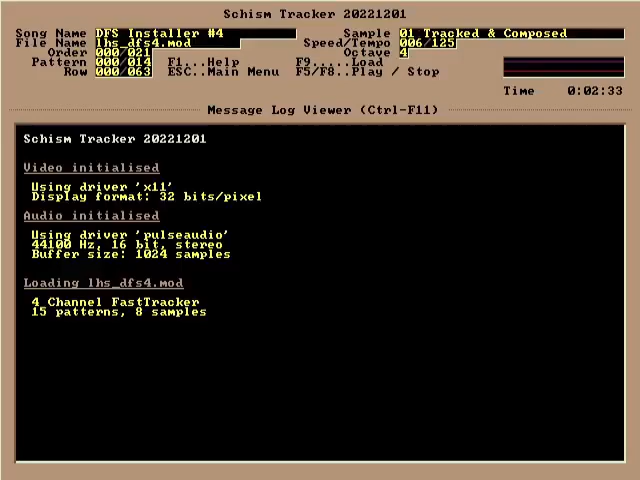 Schism Tracker 20221201
Song Name DFS Installer #4 Sample 01 Tracked & Composed
File Name lhs_dfs4.mod Speed/Tempo 006/125
Order 000/021 Octave 4
Pattern 000/014 F1...Help F9.....Load
Row 000/063 ESC..Main Menu F5/F8..Play / Stop
Time 0:02:33
Message Log Viewer (Ctrl-F11)
Schism Tracker 20221201
Video initialised
Using driver 'x11'
Display format: 32 bits/pixel
Audio initialised
Using driver 'pulseaudio'
44100 Hz, 16 bit, stereo
Buffer size: 1024 samples
Loading lhs_dfs4.mod
4 Channel FastTracker
15 patterns, 8 samples